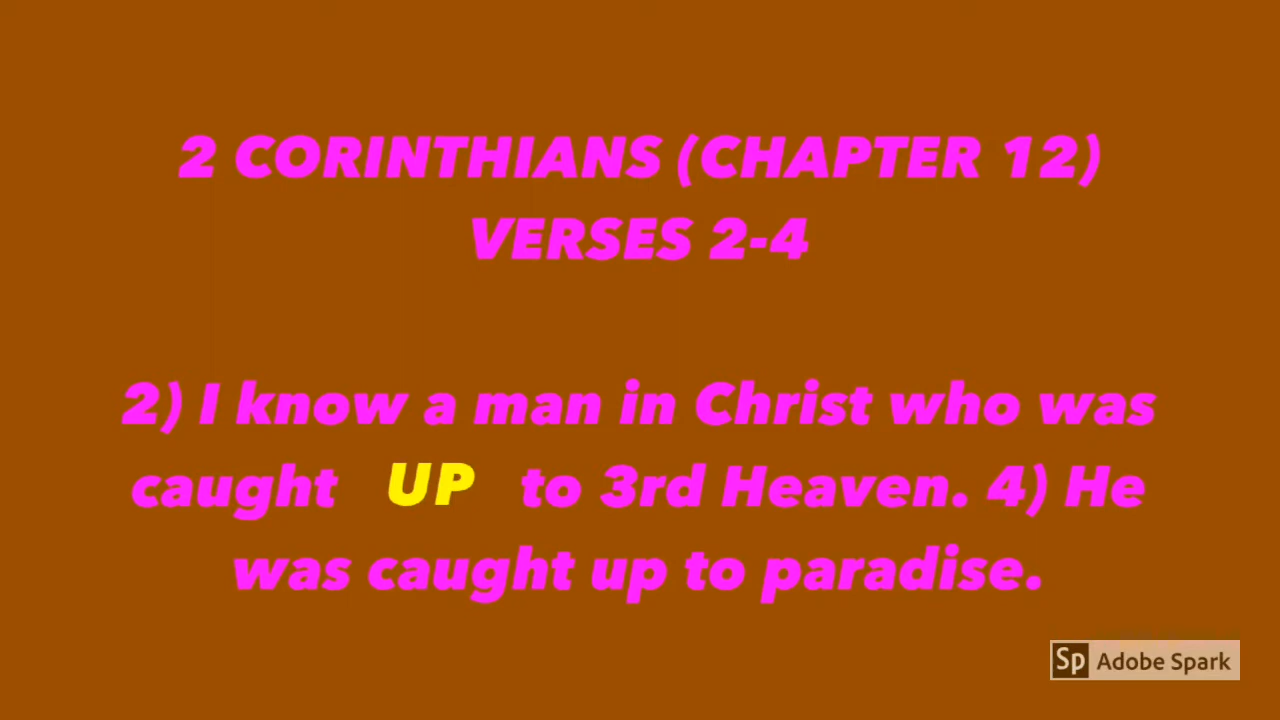 2 CORINTHIANS (CHAPTER 12)
VERSES 2-4
2) I know a man in Christ who was
caught UP to 3rd Heaven. 4) He
was caught up to paradise.
Sp Adobe Spark